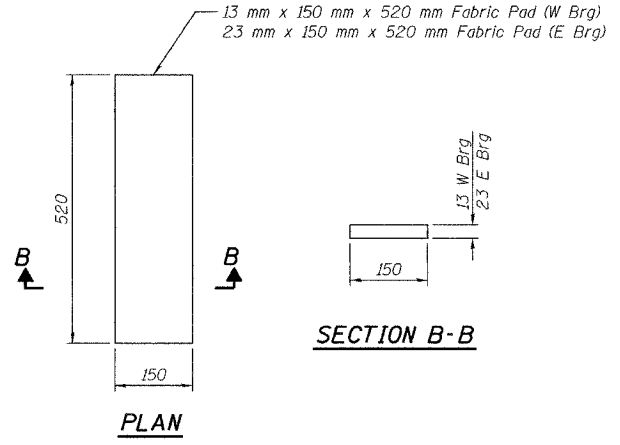 13 mm x 150 mm x 520 mm Fabric Pad (W Brg)
23 mm x 150 mm x 520 mm Fabric Pad (E Brg)
520
B
B
150
PLAN
13 W Brg
23 E Brg
150
SECTION B-B